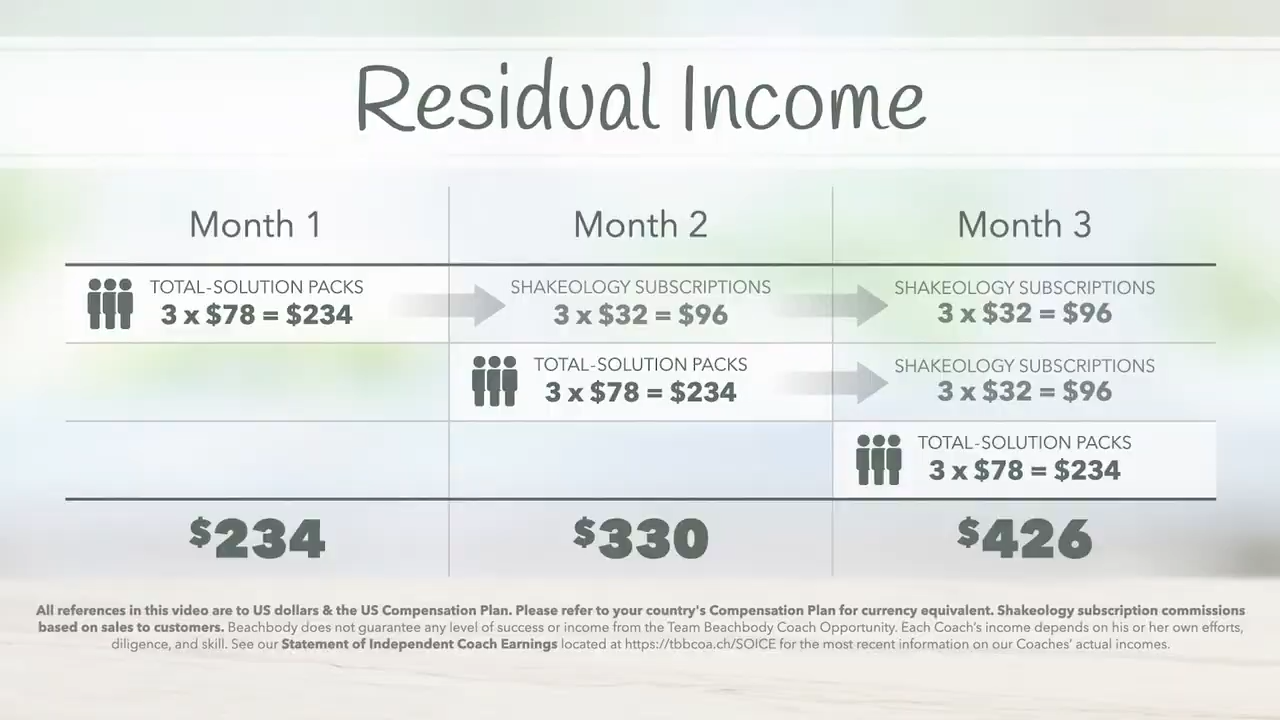 Residual Income
Month 1
Month 2
Month 3
TOTAL-SOLUTION PACKS
3 x $78 = $234
SHAKEOLOGY SUBSCRIPTIONS
3 x $32 = $96
SHAKEOLOGY SUBSCRIPTIONS
3 x $32 = $96
TOTAL-SOLUTION PACKS
3 x $78 = $234
SHAKEOLOGY SUBSCRIPTIONS
3 x $32 = $96
TOTAL-SOLUTION PACKS
3 x $78 = $234
$234
$330
$426
All references in this video are to US dollars & the US Compensation Plan. Please refer to your country's Compensation Plan for currency equivalent. Shakeology subscription commissions
based on sales to customers. Beachbody does not guarantee any level of success or income from the Team Beachbody Coach Opportunity. Each Coach's income depends on his or her own efforts,
diligence, and skill. See our Statement of Independent Coach Earnings located at https://tbbcoa.ch/SOICE for the most recent information on our Coaches' actual incomes.